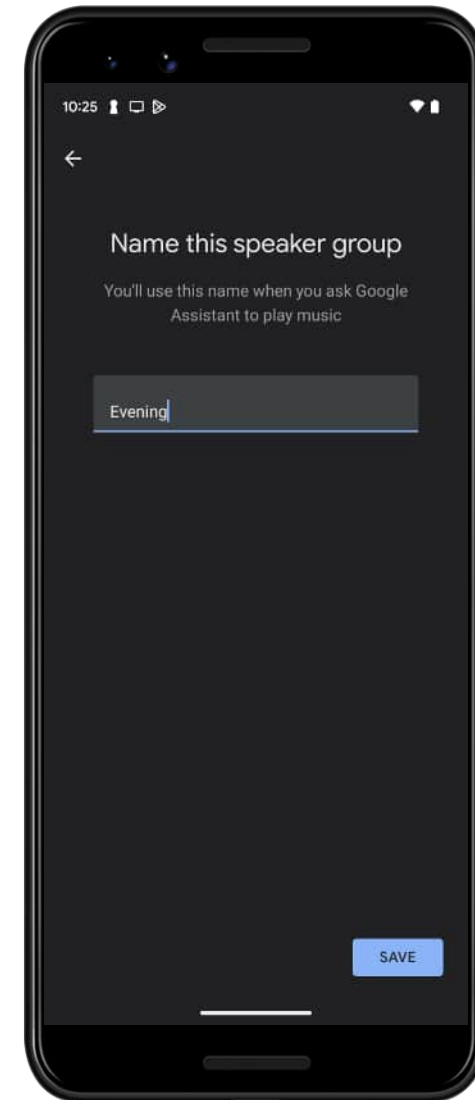 10:25
Name this speaker group
You'll use this name when you ask Google
Assistant to play music
Evening
SAVE